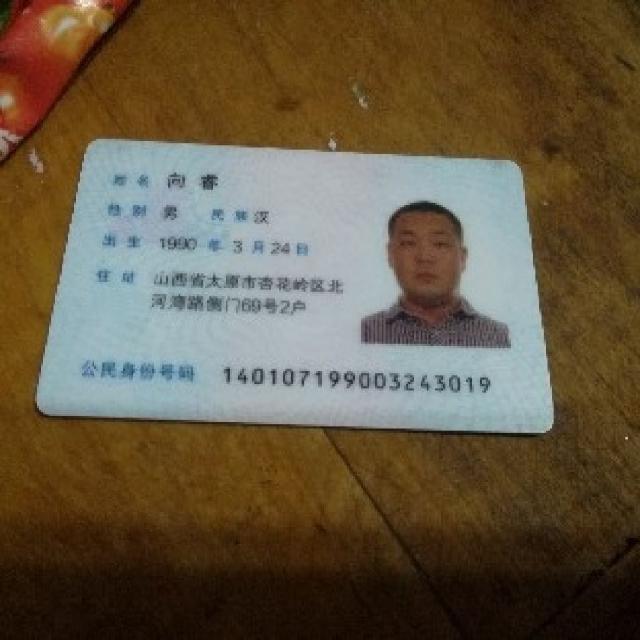 姓名 向睿
性别 男 民族 汉
出生 1990 年 3 月 24 日
住址 山西省太原市杏花岭区北
河湾路侧门69号2户
公民身份号码 140107199003243019